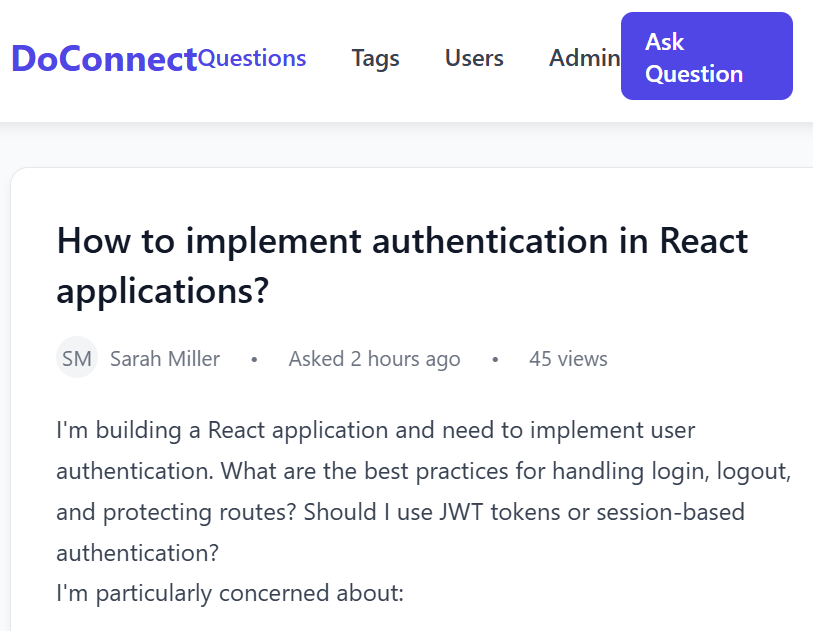 DoConnect Questions Tags Users Admin
Ask
Question
How to implement authentication in React
applications?
SM Sarah Miller • Asked 2 hours ago • 45 views
I'm building a React application and need to implement user
authentication. What are the best practices for handling login, logout,
and protecting routes? Should I use JWT tokens or session-based
authentication?
I'm particularly concerned about: